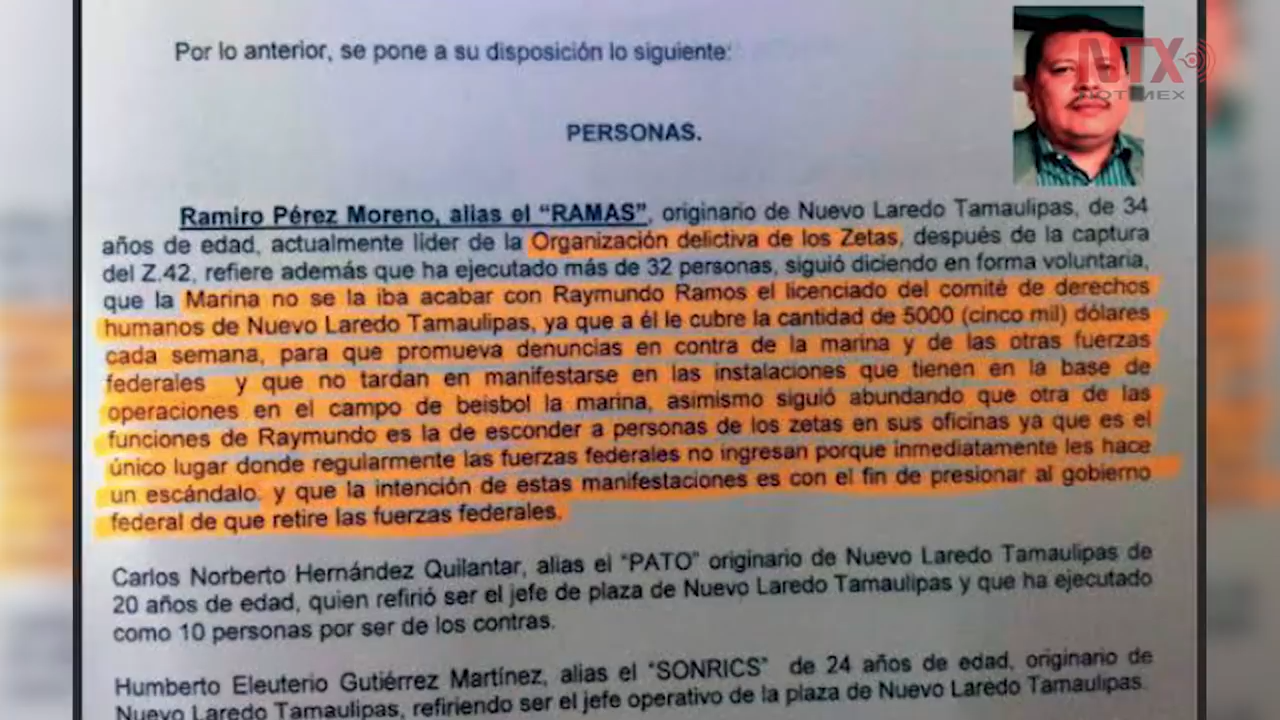 Por lo anterior, se pone a su disposición lo siguiente:
NTX
NOTIMEX
PERSONAS.
Ramiro Pérez Moreno, alias el “RAMAS”, originario de Nuevo Laredo Tamaulipas, de 34
años de edad, actualmente líder de la Organización delictiva de los Zetas, después de la captura
del Z.42, refiere además que ha ejecutado más de 32 personas, siguió diciendo en forma voluntaria,
que la Marina no se la iba acabar con Raymundo Ramos el licenciado del comité de derechos
humanos de Nuevo Laredo Tamaulipas, ya que a él le cubre la cantidad de 5000 (cinco mil) dólares
cada semana, para que promueva denuncias en contra de la marina y de las otras fuerzas
federales y que no tardan en manifestarse en las instalaciones que tienen en la base de
operaciones en el campo de beisbol la marina, asimismo siguió abundando que otra de las
funciones de Raymundo es la de esconder a personas de los zetas en sus oficinas ya que es el
único lugar donde regularmente las fuerzas federales no ingresan porque inmediatamente les hace
un escándalo. y que la intención de estas manifestaciones es con el fin de presionar al gobierno
federal de que retire las fuerzas federales.
Carlos Norberto Hernández Quilantar, alias el “PATO” originario de Nuevo Laredo Tamaulipas de
20 años de edad, quien refirió ser el jefe de plaza de Nuevo Laredo Tamaulipas y que ha ejecutado
como 10 personas por ser de los contras.
Humberto Eleuterio Gutiérrez Martínez, alias el “SONRICS” de 24 años de edad, originario de
Nuevo Laredo Tamaulipas, refiriendo ser el jefe operativo de la plaza de Nuevo Laredo Tamaulipas.